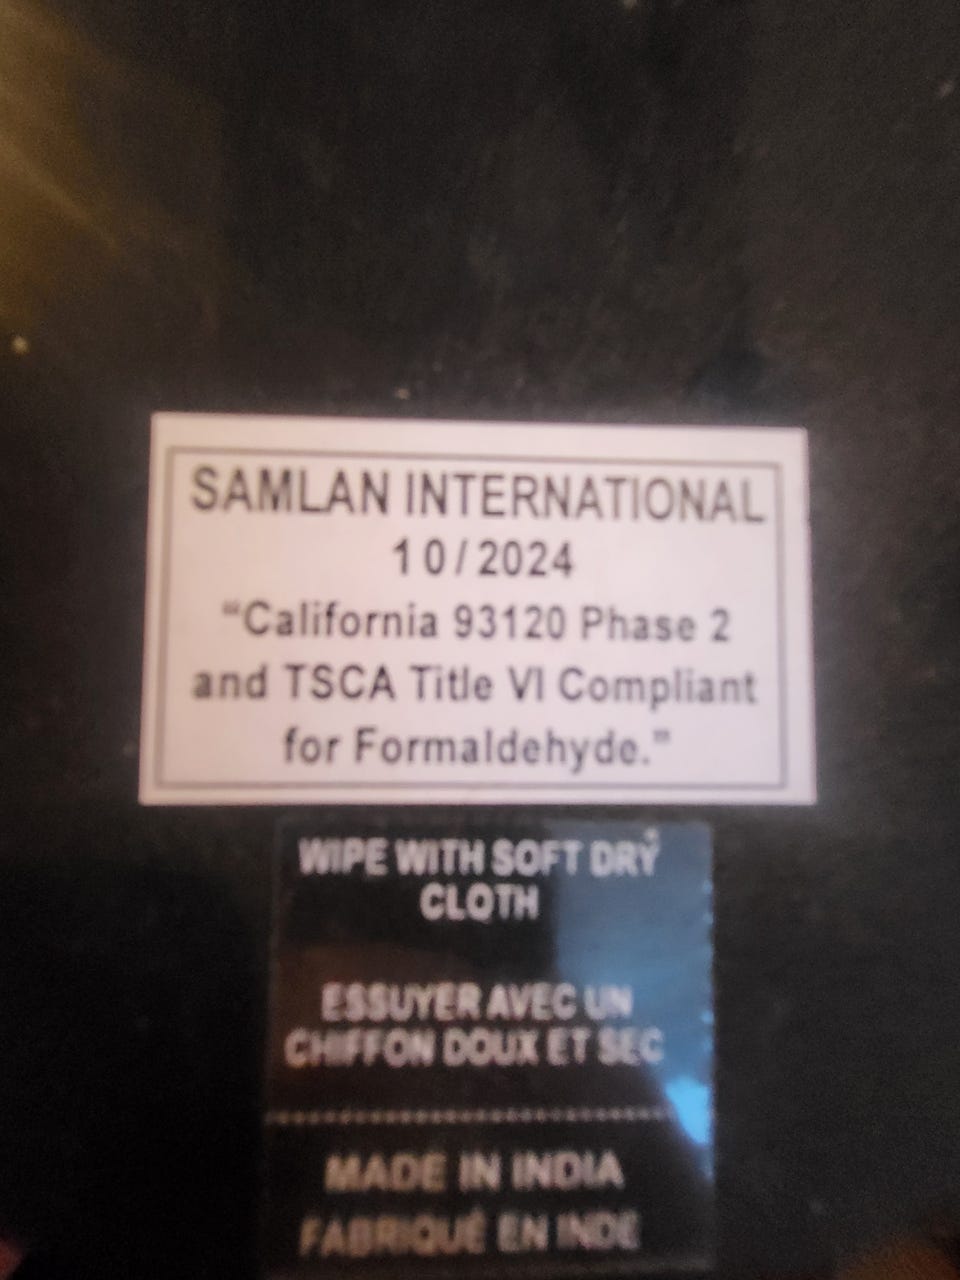 SAMLAN INTERNATIONAL
10/2024
“California 93120 Phase 2
and TSCA Title VI Compliant
for Formaldehyde.”
WIPE WITH SOFT DRY
CLOTH
ESSUYER AVEC UN
CHIFFON DOUX ET SEC
MADE IN INDIA
FABRIQUÉ EN INDE